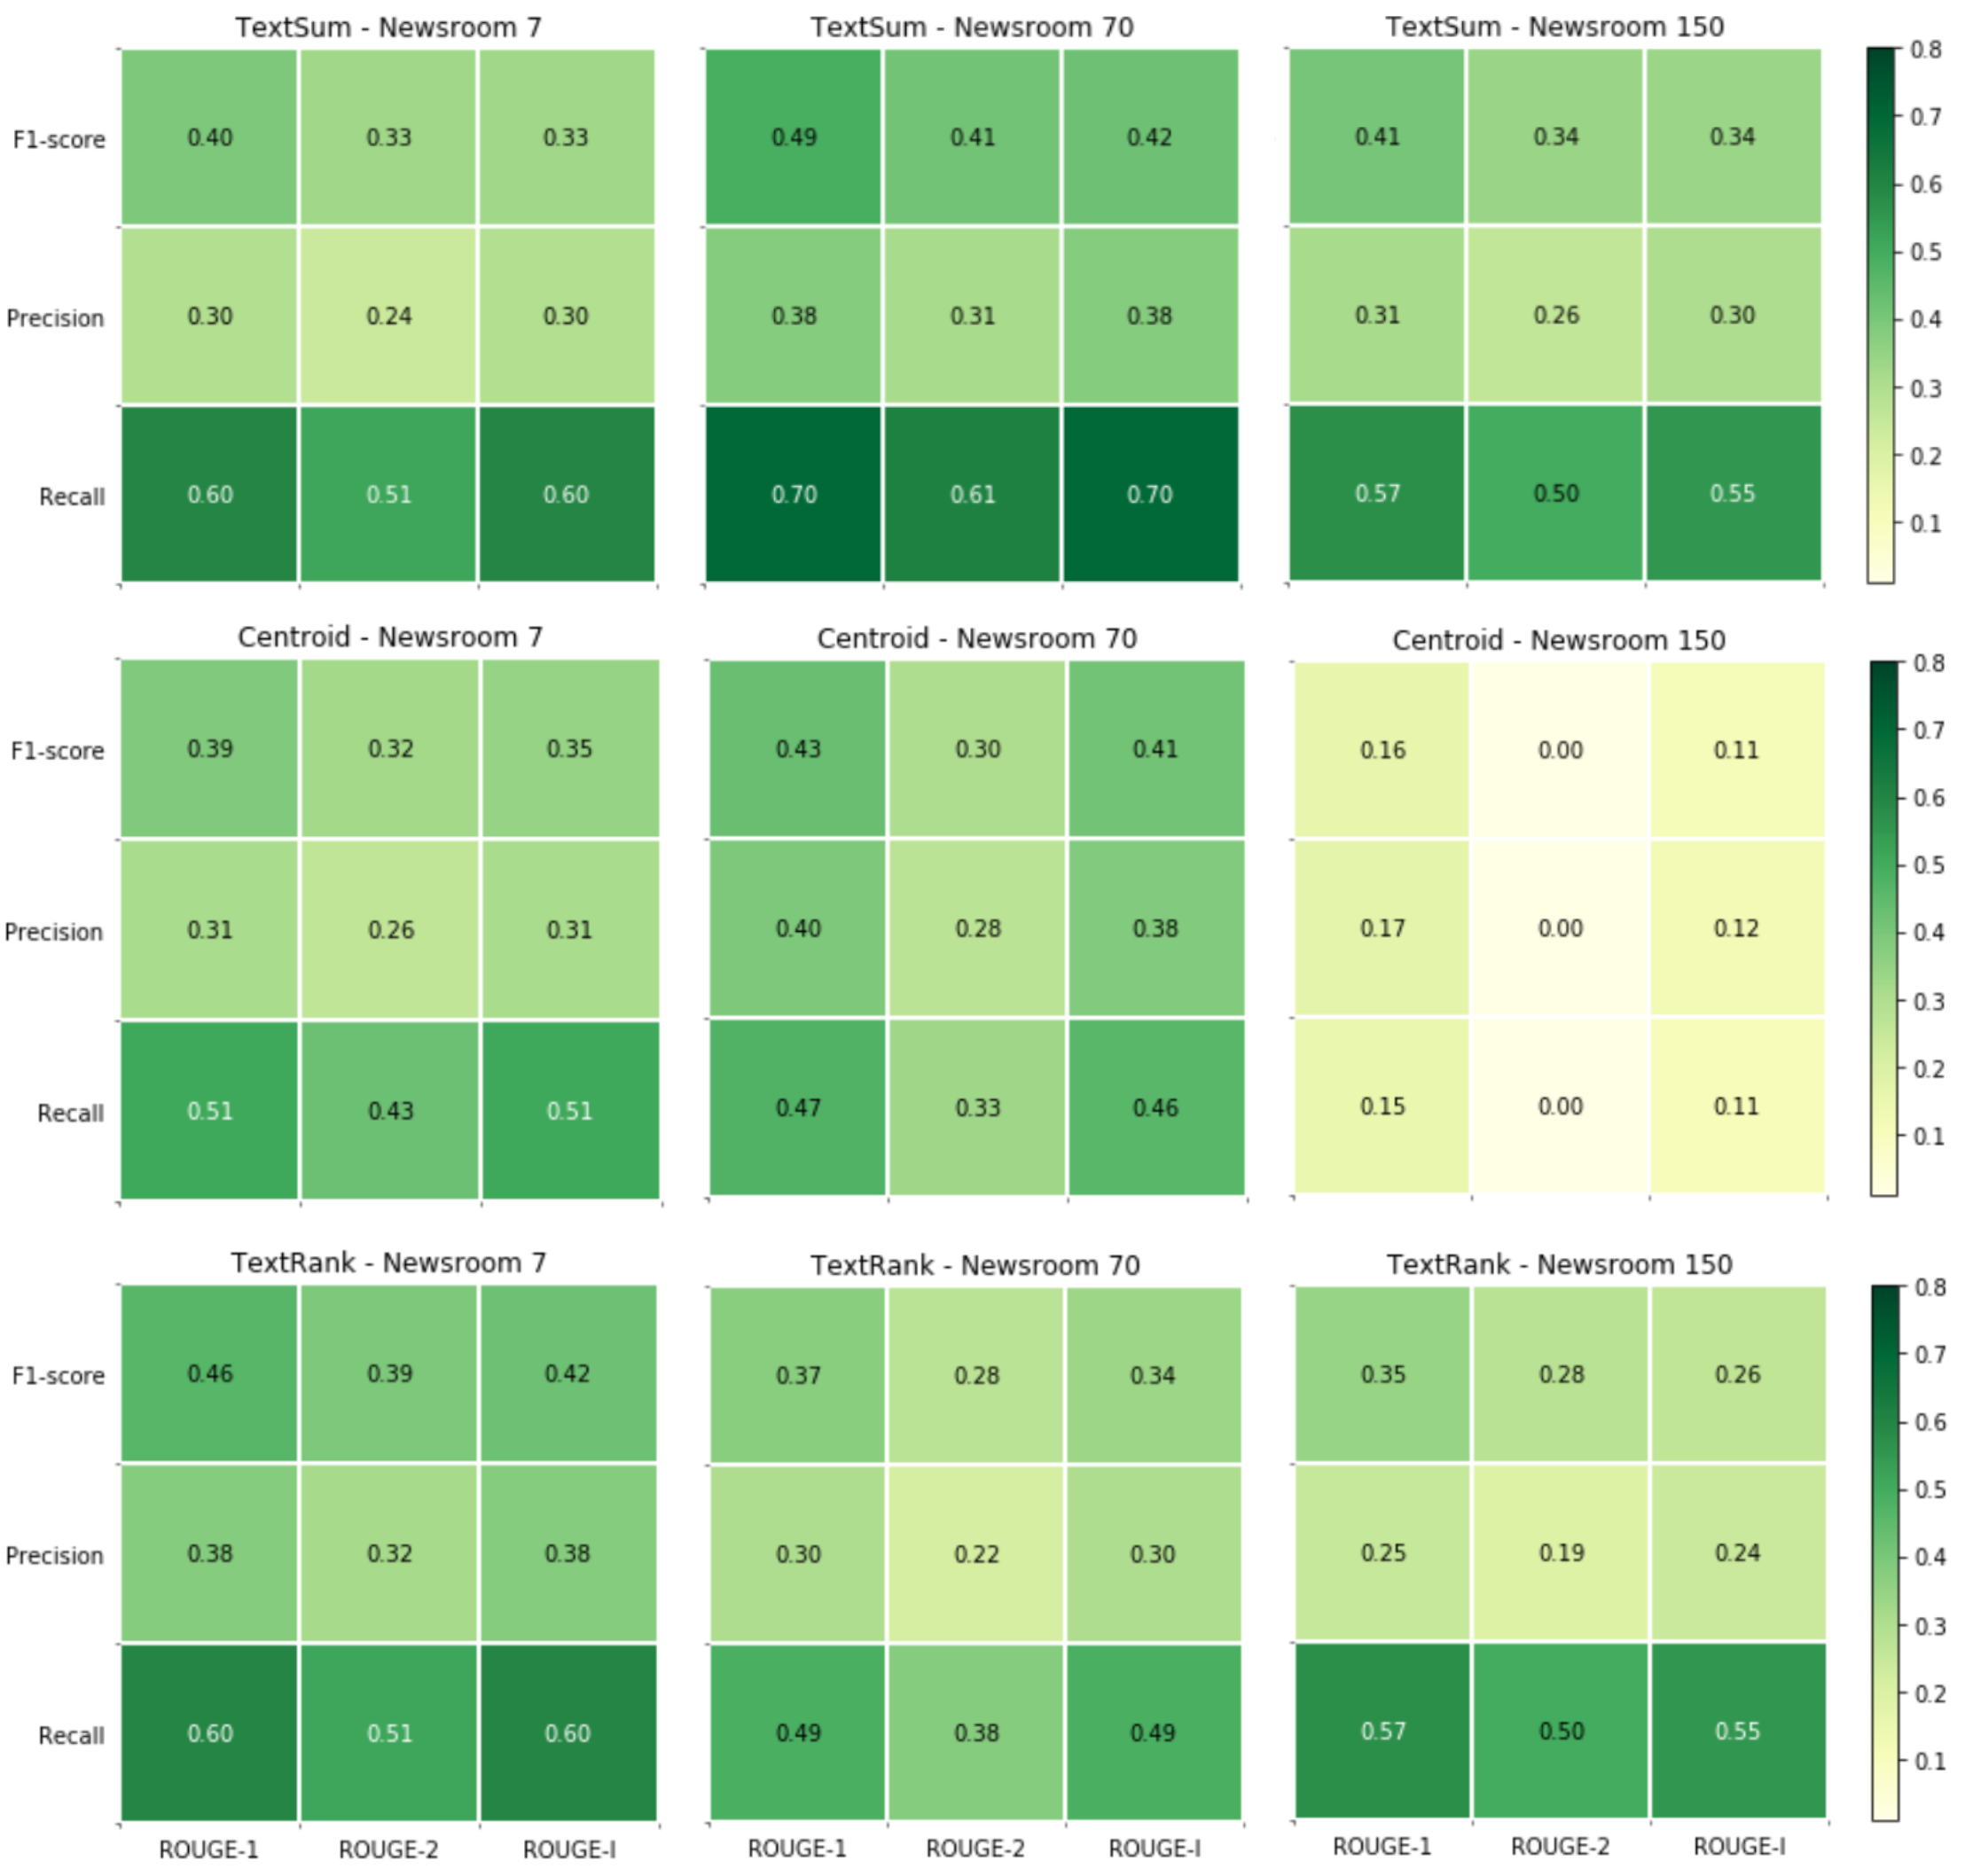 TextSum - Newsroom 7 TextSum - Newsroom 70 TextSum - Newsroom 150
0.8
F1-score 0.40 0.33 0.33 0.49 0.41 0.42 0.41 0.34 0.34
0.7
0.6
0.5
Precision 0.30 0.24 0.30 0.38 0.31 0.38 0.31 0.26 0.30
0.4
0.3
0.2
Recall 0.60 0.51 0.60 0.70 0.61 0.70 0.57 0.50 0.55
0.1
Centroid - Newsroom 7 Centroid - Newsroom 70 Centroid - Newsroom 150
0.8
0.7
F1-score 0.39 0.32 0.35 0.43 0.30 0.41 0.16 0.00 0.11
0.6
0.5
Precision 0.31 0.26 0.31 0.40 0.28 0.38 0.17 0.00 0.12
0.4
0.3
0.2
Recall 0.51 0.43 0.51 0.47 0.33 0.46 0.15 0.00 0.11
0.1
TextRank - Newsroom 7 TextRank - Newsroom 70 TextRank - Newsroom 150
0.8
0.7
F1-score 0.46 0.39 0.42 0.37 0.28 0.34 0.35 0.28 0.26
0.6
0.5
Precision 0.38 0.32 0.38 0.30 0.22 0.30 0.25 0.19 0.24
0.4
0.3
0.2
Recall 0.60 0.51 0.60 0.49 0.38 0.49 0.57 0.50 0.55
0.1
ROUGE-1 ROUGE-2 ROUGE-l ROUGE-1 ROUGE-2 ROUGE-l ROUGE-1 ROUGE-2 ROUGE-l